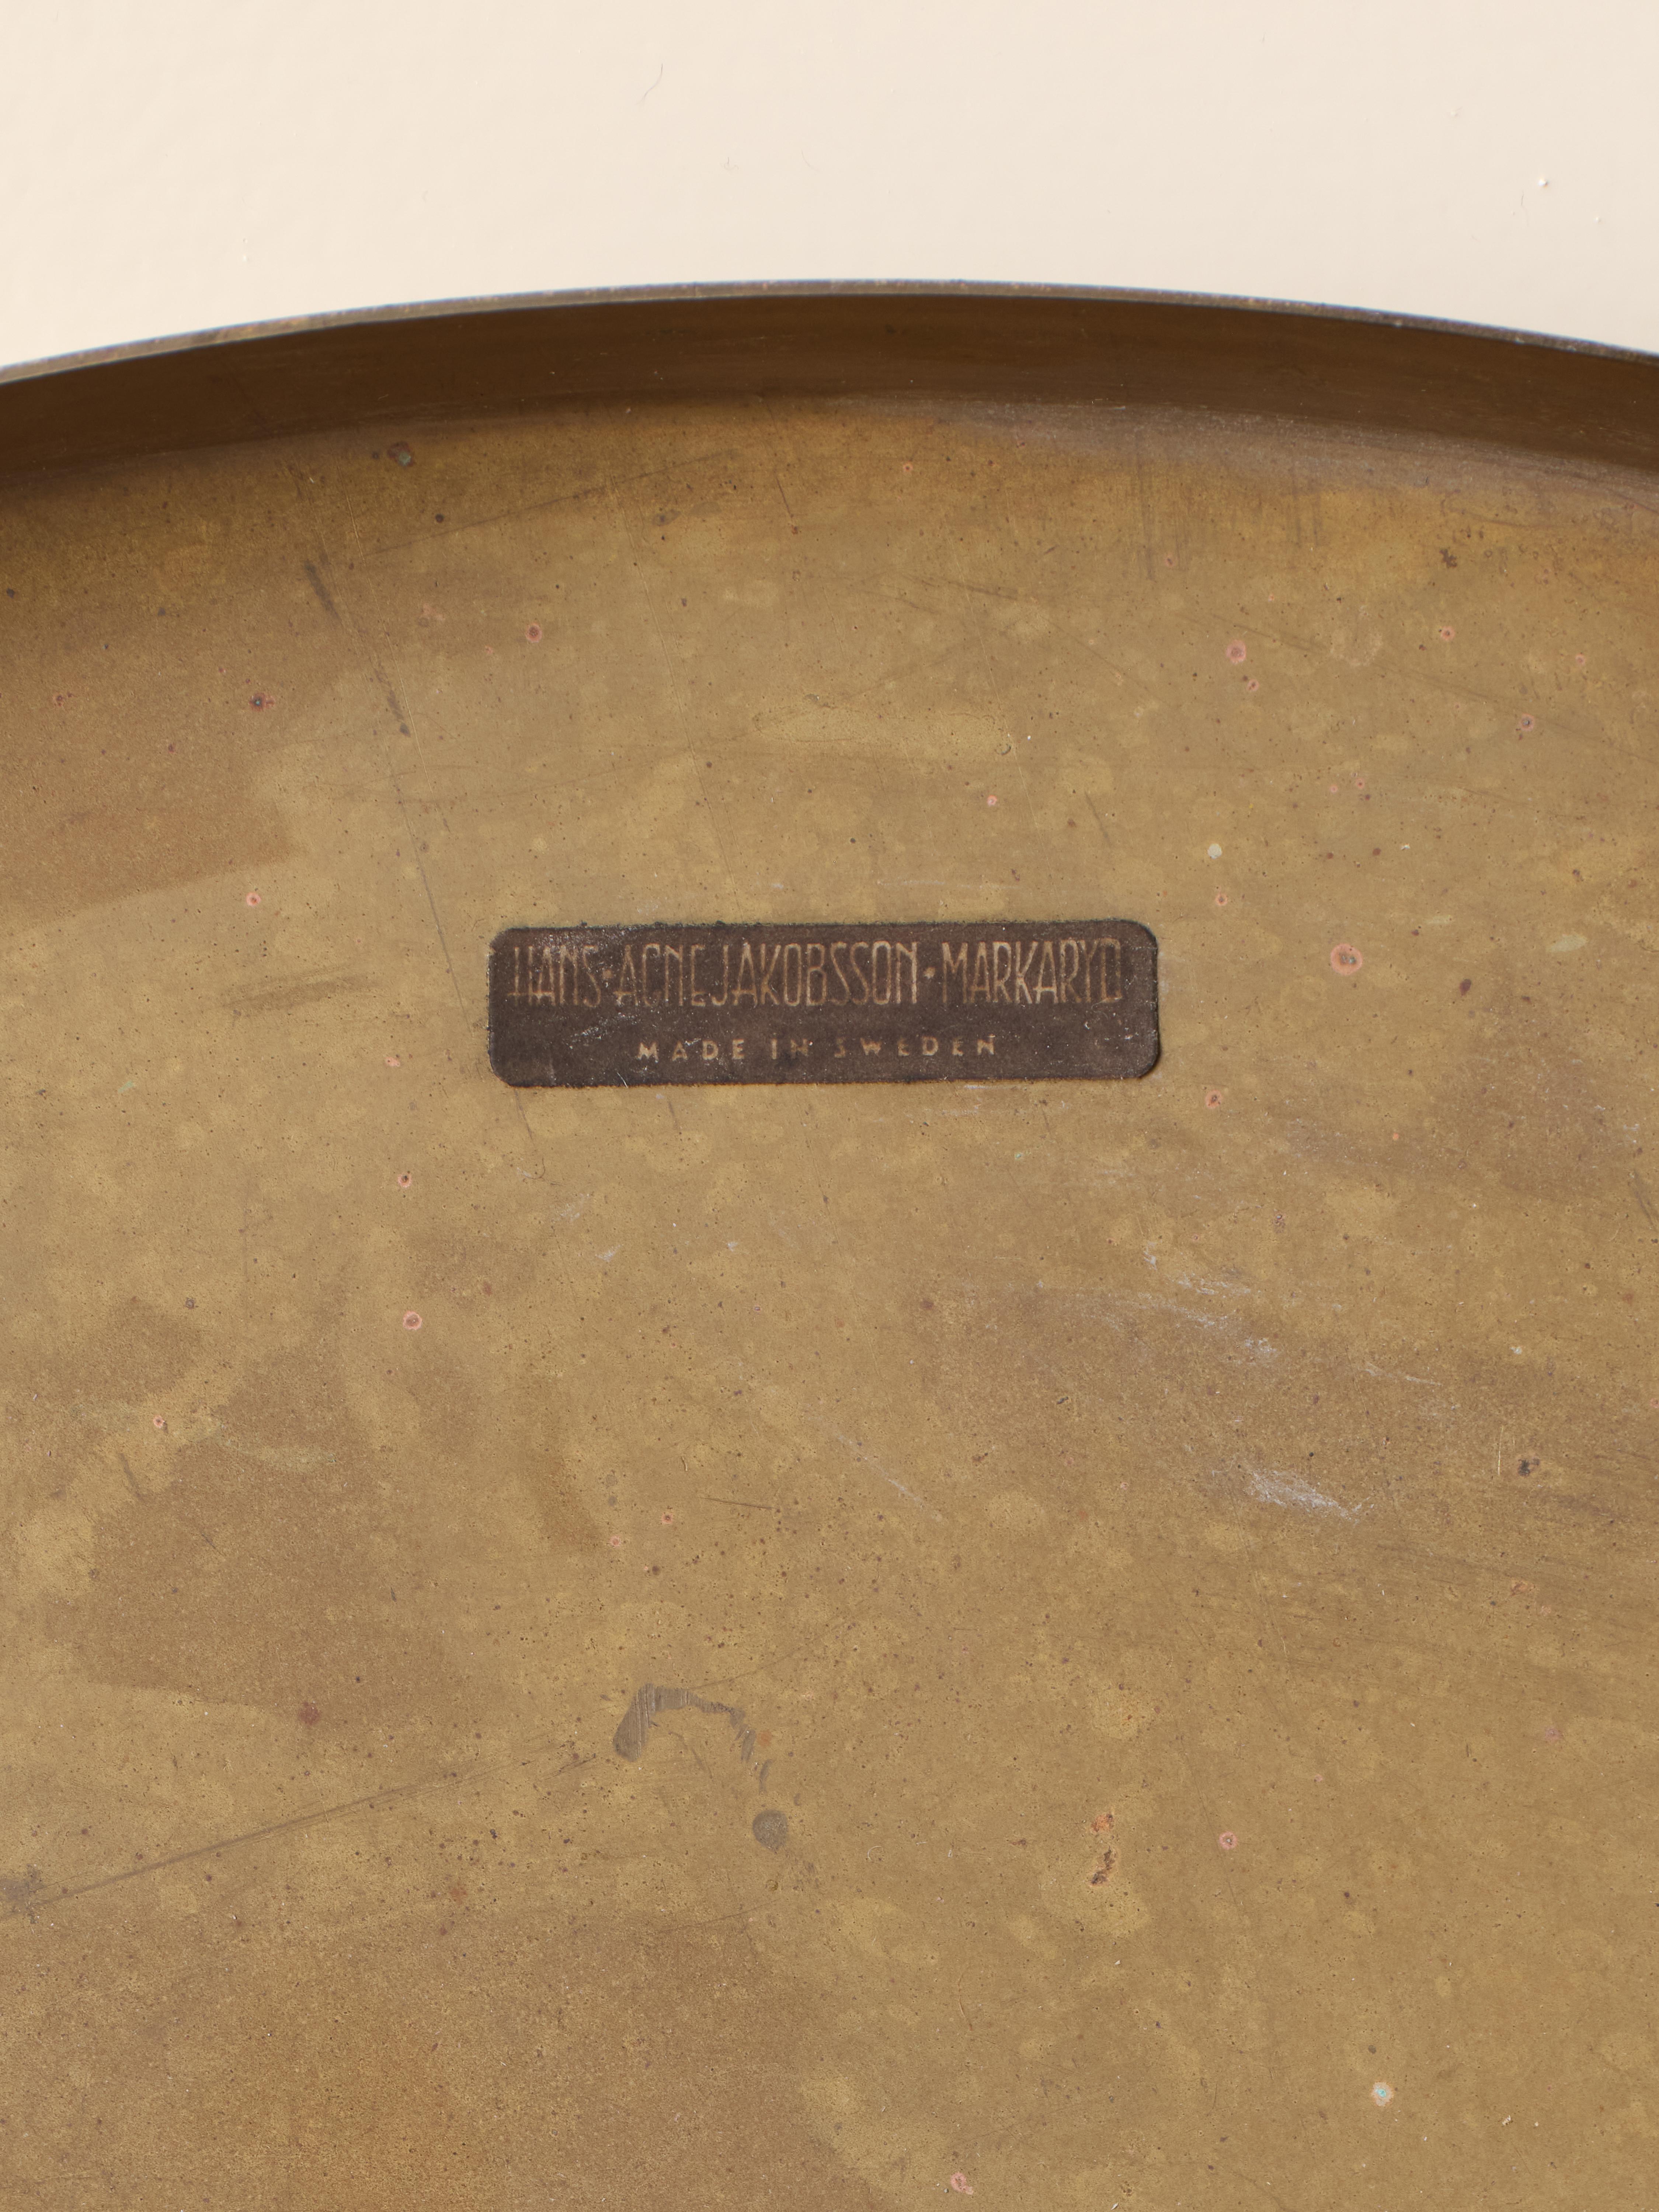 HANS·AGNE JAKOBSSON·MARKARYD
MADE IN SWEDEN